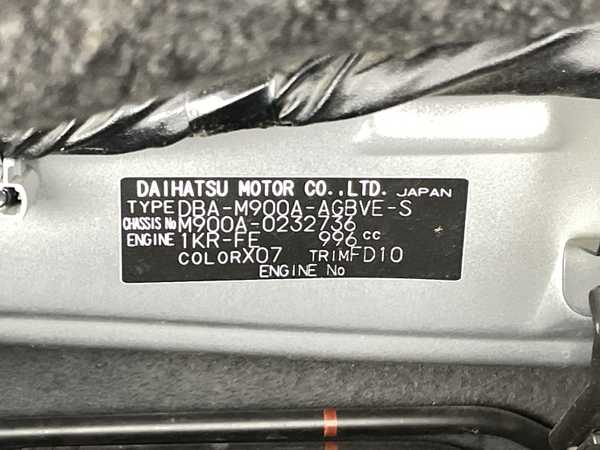 DAIHATSU MOTOR CO.,LTD. JAPAN
TYPE DBA-M900A-AGBVE-S
CHASSIS No M900A-0232736
ENGINE 1KR-FE 996 cc
COLOR X07 TRIM FD10
ENGINE No